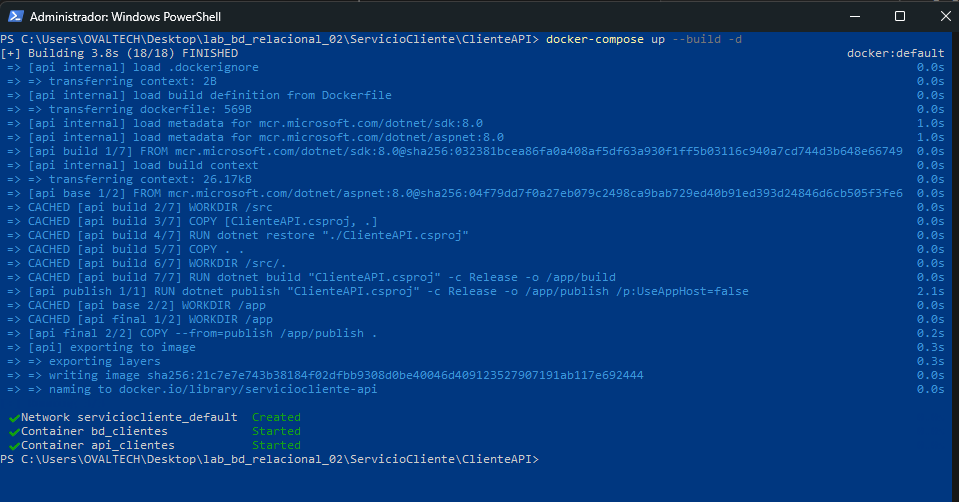 Administrador: Windows PowerShell
PS C:\Users\OVALTECH\Desktop\lab_bd_relacional_02\ServicioCliente\ClienteAPI> docker-compose up --build -d
[+] Building 3.8s (18/18) FINISHED docker:default
=> [api internal] load .dockerignore 0.0s
=> => transferring context: 2B 0.0s
=> [api internal] load build definition from Dockerfile 0.0s
=> => transferring dockerfile: 569B 0.0s
=> [api internal] load metadata for mcr.microsoft.com/dotnet/sdk:8.0 1.0s
=> [api internal] load metadata for mcr.microsoft.com/dotnet/aspnet:8.0 1.0s
=> [api build 1/7] FROM mcr.microsoft.com/dotnet/sdk:8.0@sha256:032381bcea86fa0a408af5df63a930f1ff5b03116c940a7cd744d3b648e66749 0.0s
=> [api internal] load build context 0.0s
=> => transferring context: 26.17kB 0.0s
=> [api base 1/2] FROM mcr.microsoft.com/dotnet/aspnet:8.0@sha256:04f79dd7f0a27eb079c2498ca9bab729ed40b91ed393d24846d6cb505f3fe6 0.0s
=> CACHED [api build 2/7] WORKDIR /src 0.0s
=> CACHED [api build 3/7] COPY [ClienteAPI.csproj, .] 0.0s
=> CACHED [api build 4/7] RUN dotnet restore "./ClienteAPI.csproj" 0.0s
=> CACHED [api build 5/7] COPY . . 0.0s
=> CACHED [api build 6/7] WORKDIR /src/. 0.0s
=> CACHED [api build 7/7] RUN dotnet build "ClienteAPI.csproj" -c Release -o /app/build 0.0s
=> [api publish 1/1] RUN dotnet publish "ClienteAPI.csproj" -c Release -o /app/publish /p:UseAppHost=false 2.1s
=> CACHED [api base 2/2] WORKDIR /app 0.0s
=> CACHED [api final 1/2] WORKDIR /app 0.0s
=> [api final 2/2] COPY --from=publish /app/publish . 0.2s
=> [api] exporting to image 0.3s
=> => exporting layers 0.3s
=> => writing image sha256:21c7e7e743b38184f02dfbb9308d0be40046d409123527907191ab117e692444 0.0s
=> => naming to docker.io/library/serviciocliente-api 0.0s
✔Network serviciocliente_default Created
✔Container bd_clientes Started
✔Container api_clientes Started
PS C:\Users\OVALTECH\Desktop\lab_bd_relacional_02\ServicioCliente\ClienteAPI>